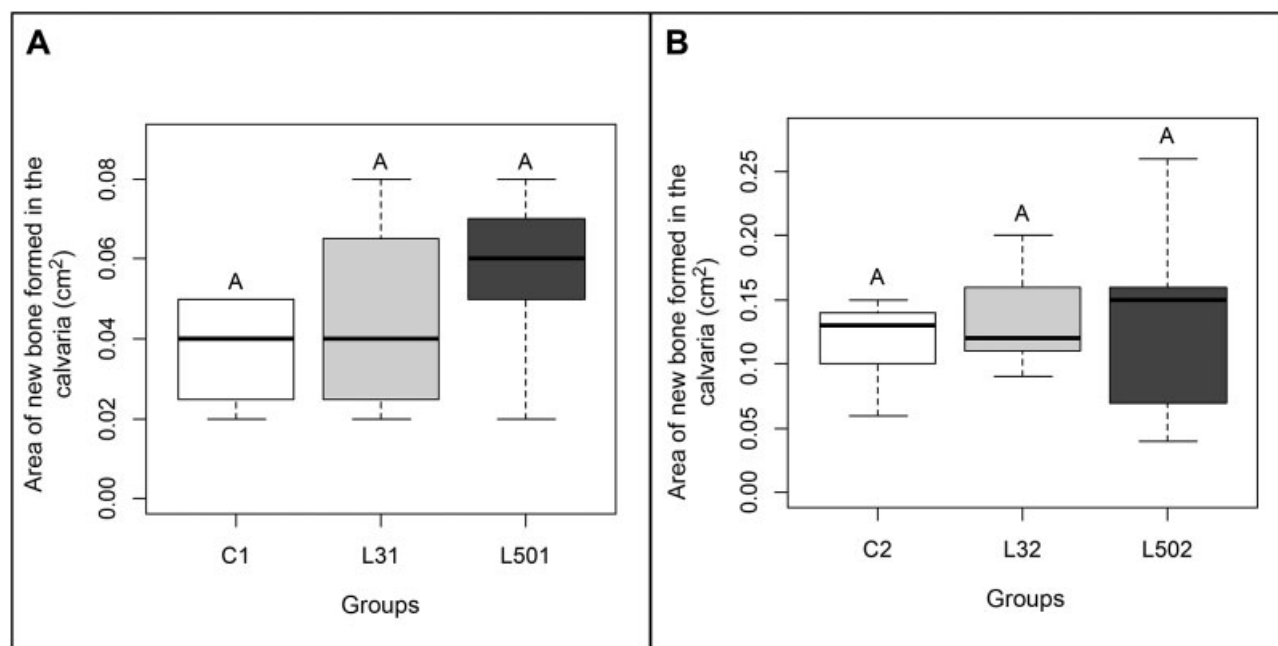 A
Area of new bone formed in the
calvaria (cm²)
0.08
0.06
0.04
0.02
0.00
A
A
A
C1
L31
L501
Groups
B
Area of new bone formed in the
calvaria (cm²)
0.25
0.20
0.15
0.10
0.05
0.00
A
A
A
C2
L32
L502
Groups